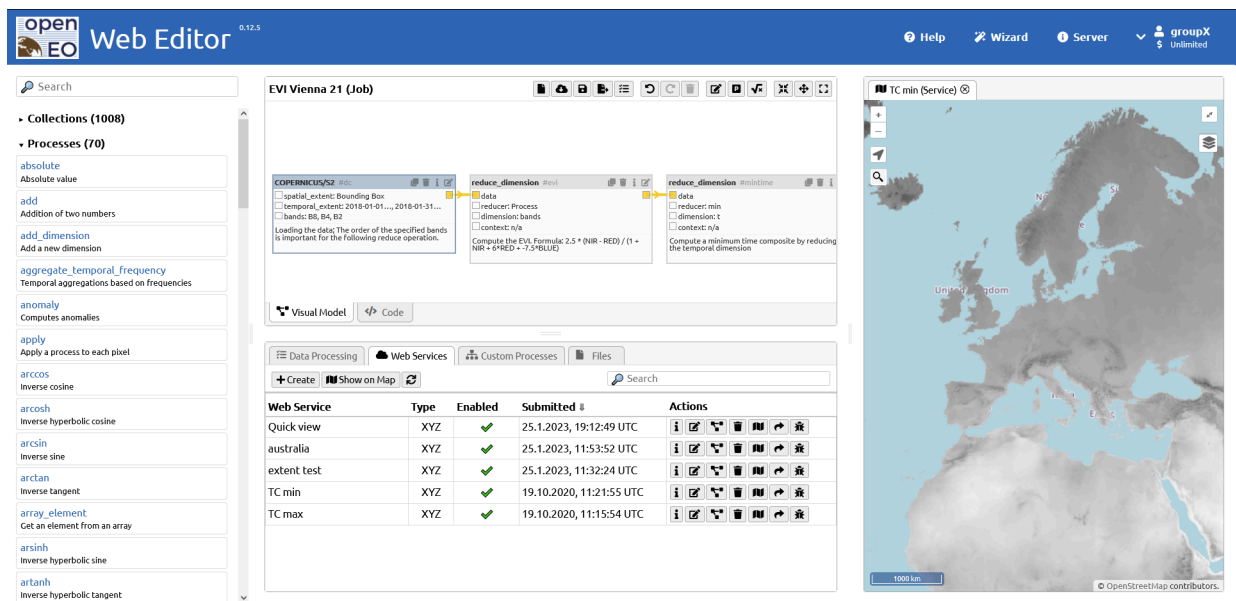 open
EO
Web Editor
0.12.5
Help
Wizard
Server
groupX
$ Unlimited
Search
Collections (1008)
Processes (70)
absolute
Absolute value
add
Addition of two numbers
add_dimension
Add a new dimension
aggregate_temporal_frequency
Temporal aggregations based on frequencies
anomaly
Computes anomalies
apply
Apply a process to each pixel
arccos
Inverse cosine
arcosh
Inverse hyperbolic cosine
arcsin
Inverse sine
arctan
Inverse tangent
array_element
Get an element from an array
arsinh
Inverse hyperbolic sine
artanh
Inverse hyperbolic tangent
EVI Vienna 21 (Job)
COPERNICUS/S2 #dc
spatial_extent: Bounding Box
temporal_extent: 2018-01-01..., 2018-01-31...
bands: B8, B4, B2
Loading the data; The order of the specified bands
is important for the following reduce operation.
reduce_dimension #evi
data
reducer: Process
dimension: bands
context: n/a
Compute the EVI. Formula: 2.5 * (NIR - RED) / (1 +
NIR + 6*RED + -7.5*BLUE)
reduce_dimension #mintime
data
reducer: min
dimension: t
context: n/a
Compute a minimum time composite by reducing
the temporal dimension
Visual Model
Code
Data Processing
Web Services
Custom Processes
Files
Create
Show on Map
Search
Web Service Type Enabled Submitted Actions
Quick view XYZ 25.1.2023, 19:12:49 UTC
australia XYZ 25.1.2023, 11:53:52 UTC
extent test XYZ 25.1.2023, 11:32:24 UTC
TC min XYZ 19.10.2020, 11:21:55 UTC
TC max XYZ 19.10.2020, 11:15:54 UTC
TC min (Service)
+
–
1000 km
© OpenStreetMap contributors.